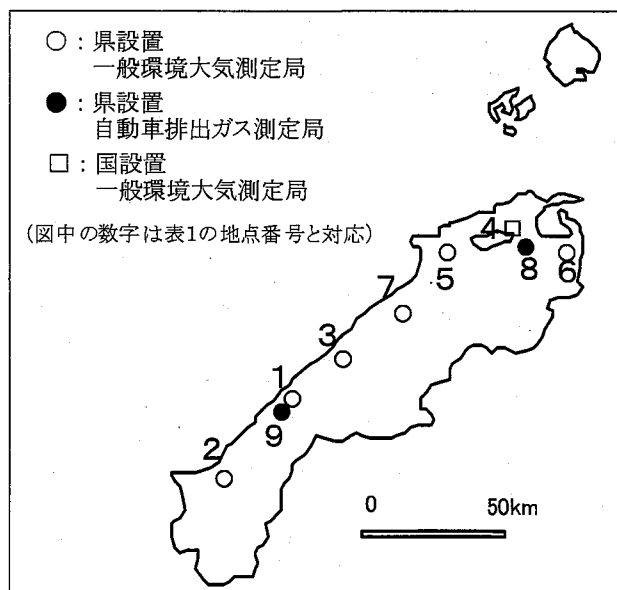 ○：県設置
一般環境大気測定局
●：県設置
自動車排出ガス測定局
□：国設置
一般環境大気測定局
(図中の数字は表1の地点番号と対応)
4
5
8
6
7
3
1
9
2
0
50km